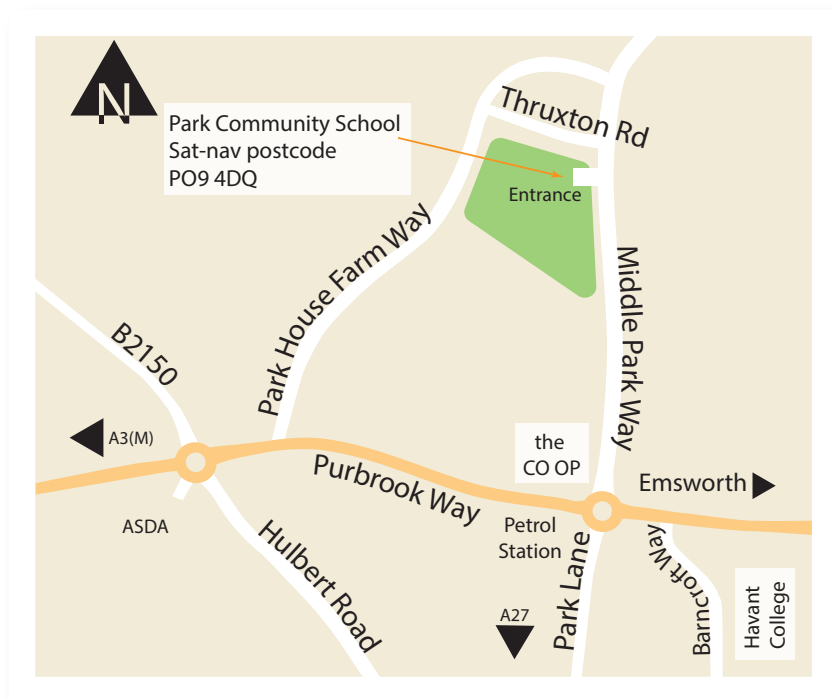 N
Park Community School
Sat-nav postcode
PO9 4DQ
Thruxton Rd
Entrance
Park House Farm Way
Middle Park Way
B2150
A3(M)
the
CO OP
Purbrook Way
Emsworth
ASDA
Petrol
Station
Hulbert Road
Park Lane
Barncroft Way
A27
Havant
College